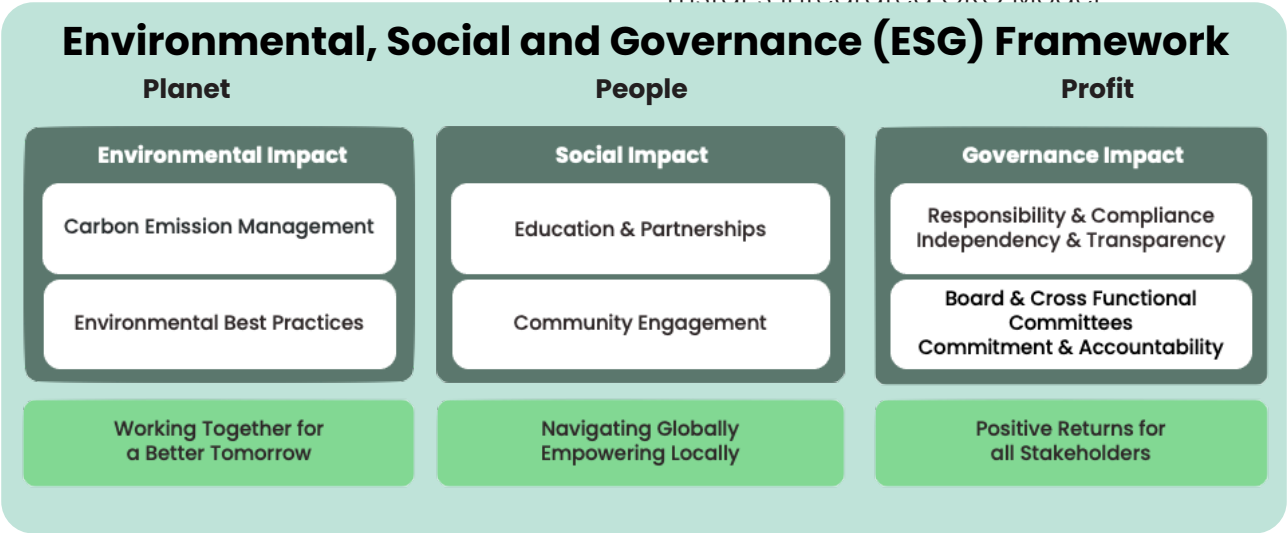 Environmental, Social and Governance (ESG) Framework
Planet
People
Profit
Environmental Impact
Carbon Emission Management
Environmental Best Practices
Working Together for
a Better Tomorrow
Social Impact
Education & Partnerships
Community Engagement
Navigating Globally
Empowering Locally
Governance Impact
Responsibility & Compliance
Independency & Transparency
Board & Cross Functional
Committees
Commitment & Accountability
Positive Returns for
all Stakeholders